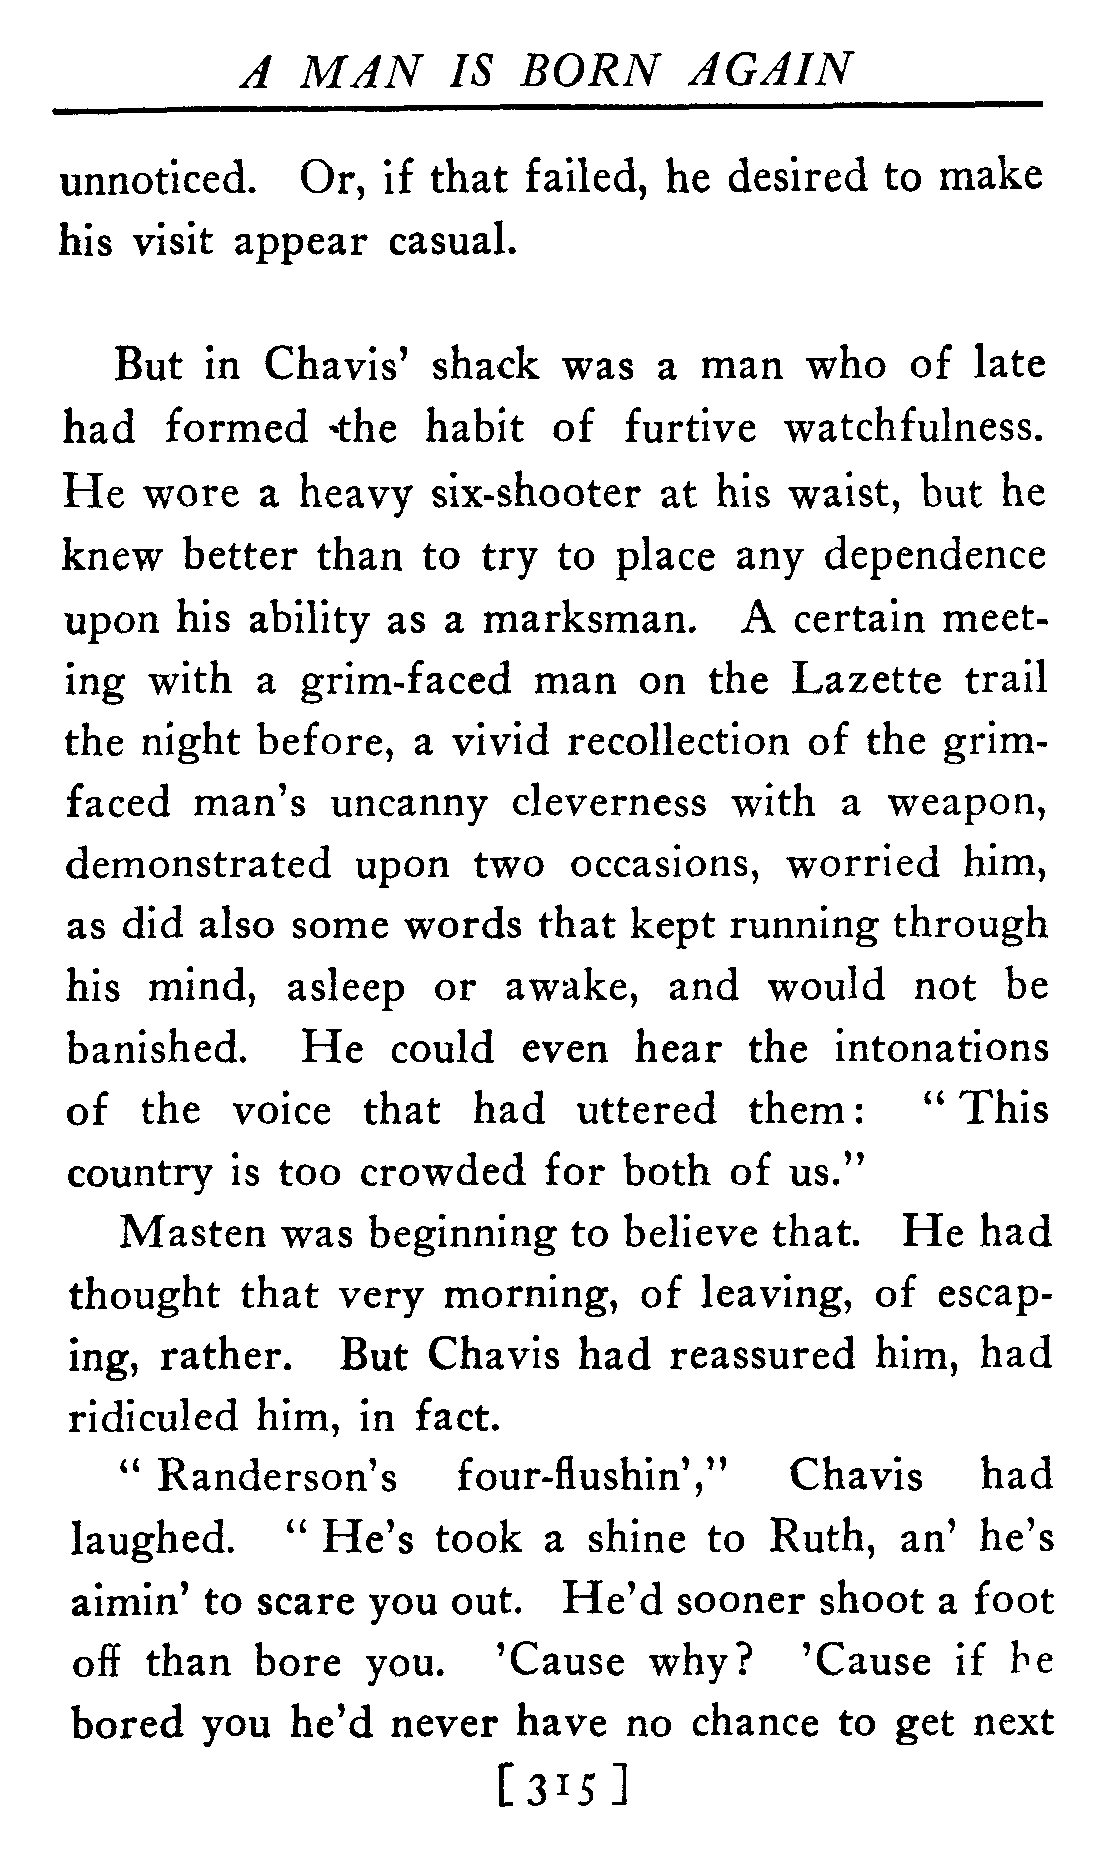 A MAN IS BORN AGAIN
unnoticed. Or, if that failed, he desired to make
his visit appear casual.
But in Chavis' shack was a man who of late
had formed the habit of furtive watchfulness.
He wore a heavy six-shooter at his waist, but he
knew better than to try to place any dependence
upon his ability as a marksman. A certain meet-
ing with a grim-faced man on the Lazette trail
the night before, a vivid recollection of the grim-
faced man's uncanny cleverness with a weapon,
demonstrated upon two occasions, worried him,
as did also some words that kept running through
his mind, asleep or awake, and would not be
banished. He could even hear the intonations
of the voice that had uttered them: “ This
country is too crowded for both of us.”
Masten was beginning to believe that. He had
thought that very morning, of leaving, of escap-
ing, rather. But Chavis had reassured him, had
ridiculed him, in fact.
“ Randerson's four-flushin',” Chavis had
laughed. “ He's took a shine to Ruth, an' he's
aimin' to scare you out. He'd sooner shoot a foot
off than bore you. 'Cause why? 'Cause if he
bored you he'd never have no chance to get next
[315]